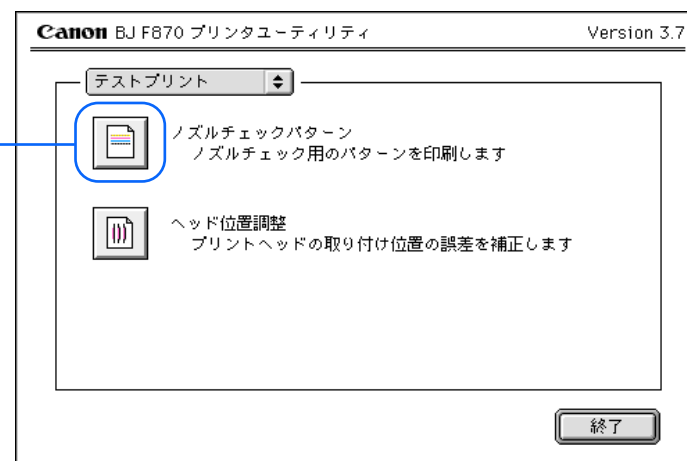 Canon BJ F870 プリンタユーティリティ Version 3.7
テストプリント
ノズルチェックパターン
ノズルチェック用のパターンを印刷します
ヘッド位置調整
プリントヘッドの取り付け位置の誤差を補正します
終了